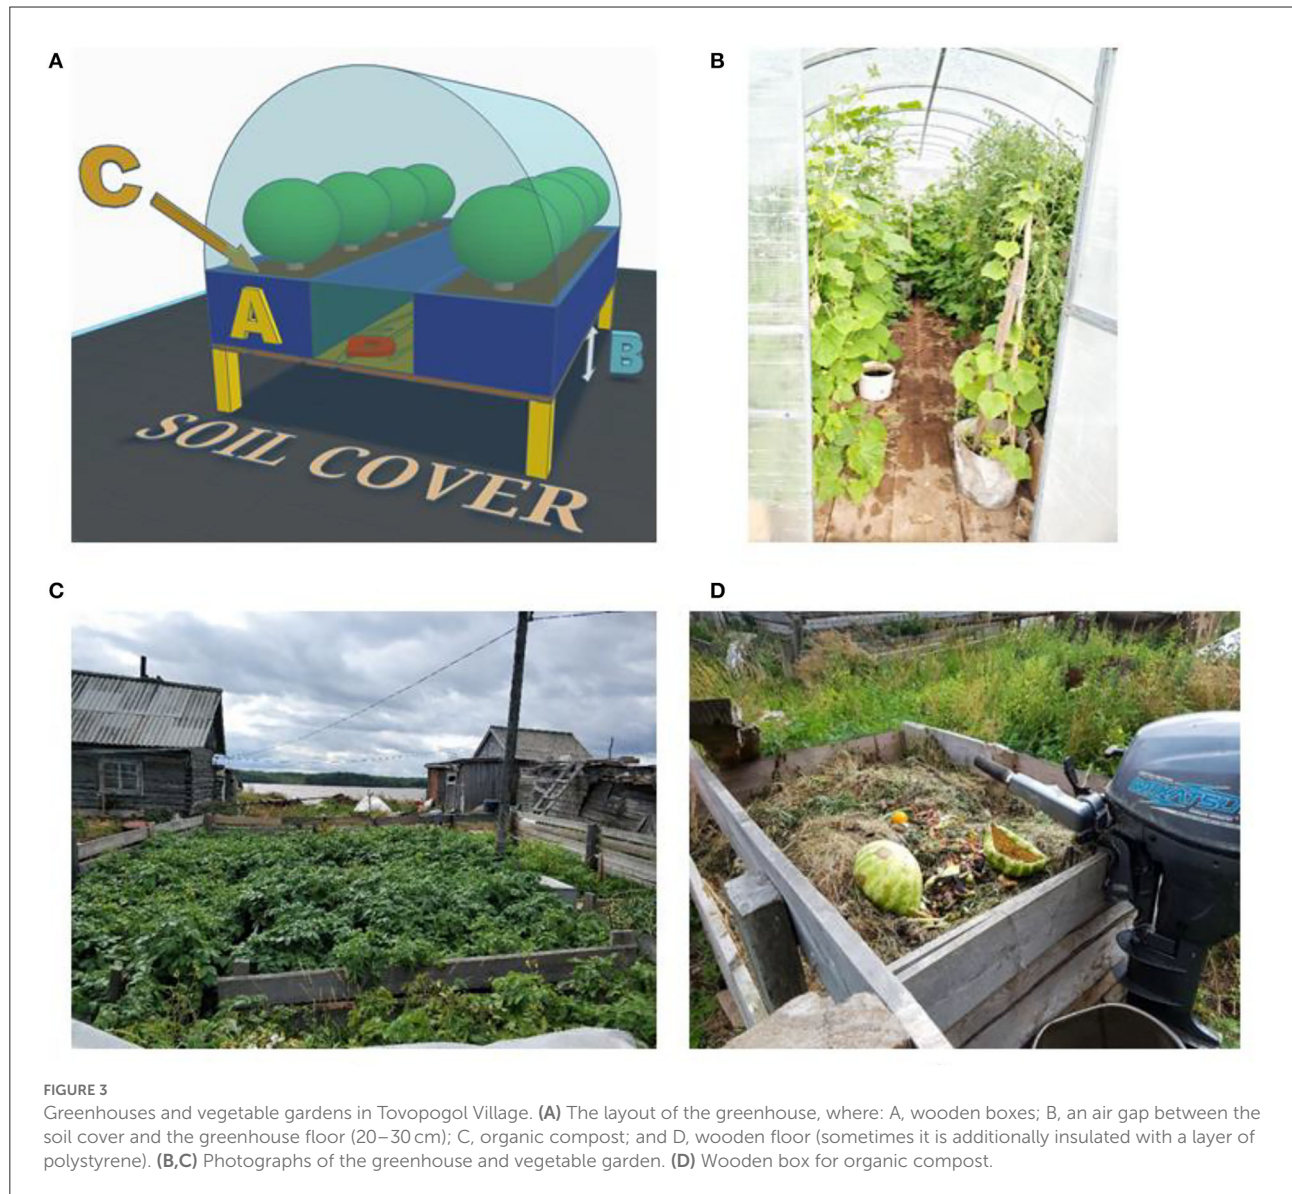 A
B
C
A
B
D
SOIL COVER
C
D
FIGURE 3
Greenhouses and vegetable gardens in Tovopogol Village. (A) The layout of the greenhouse, where: A, wooden boxes; B, an air gap between the
soil cover and the greenhouse floor (20–30 cm); C, organic compost; and D, wooden floor (sometimes it is additionally insulated with a layer of
polystyrene). (B,C) Photographs of the greenhouse and vegetable garden. (D) Wooden box for organic compost.